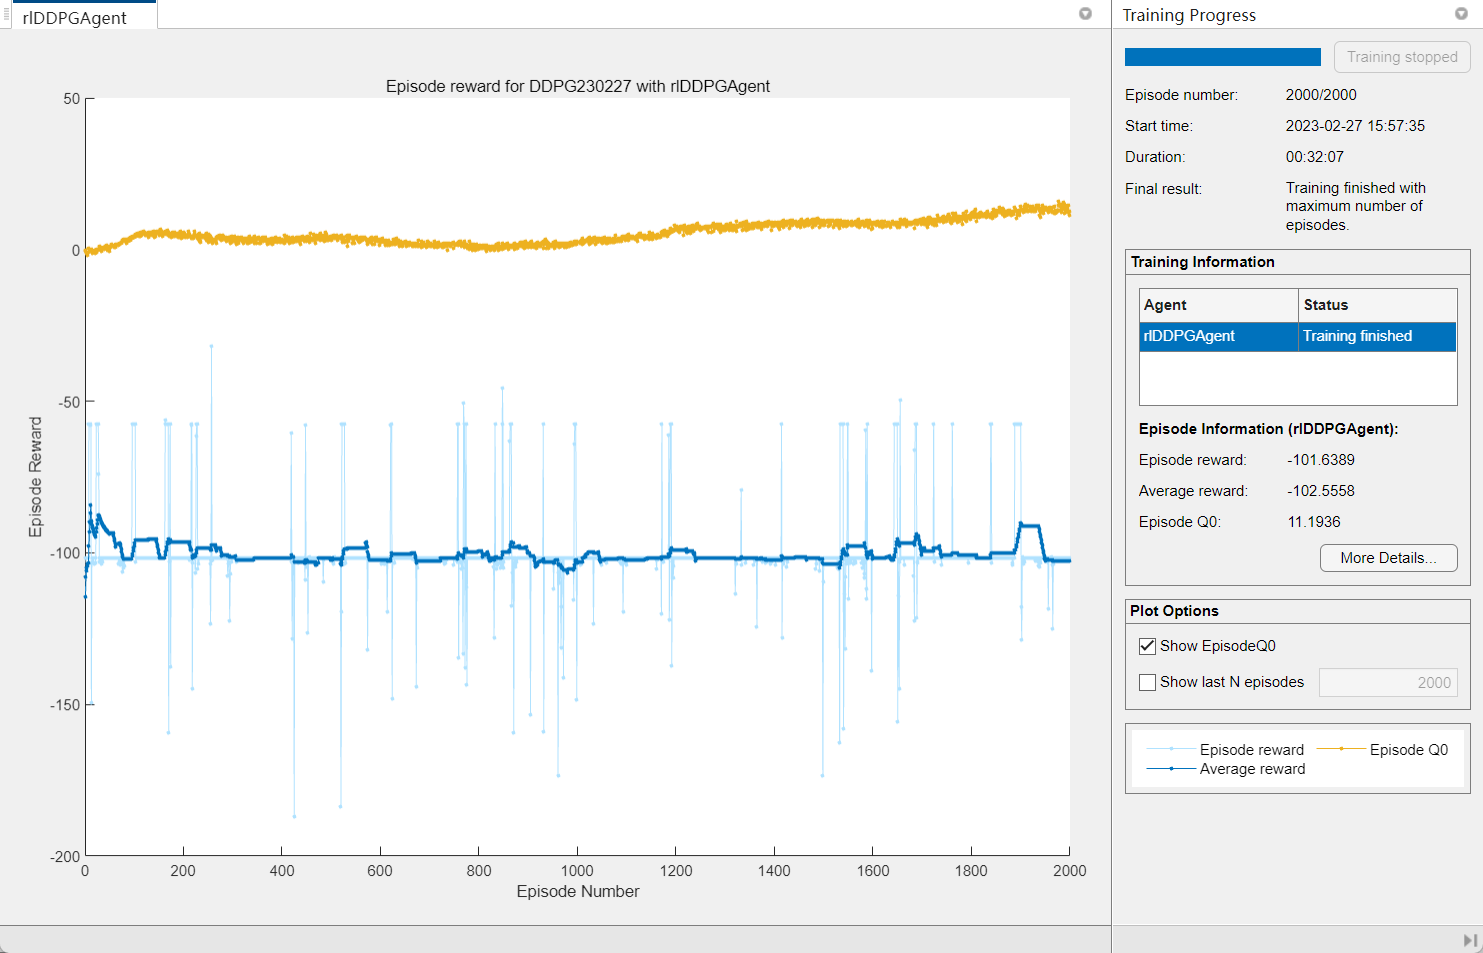 rlDDPGAgent
Episode reward for DDPG230227 with rlDDPGAgent
50
0
-50
-100
-150
-200
Episode Reward
0 200 400 600 800 1000 1200 1400 1600 1800 2000
Episode Number
Training Progress
Training stopped
Episode number: 2000/2000
Start time: 2023-02-27 15:57:35
Duration: 00:32:07
Final result: Training finished with
maximum number of
episodes.
Training Information
Agent Status
rlDDPGAgent Training finished
Episode Information (rlDDPGAgent):
Episode reward: -101.6389
Average reward: -102.5558
Episode Q0: 11.1936
More Details...
Plot Options
Show EpisodeQ0
Show last N episodes 2000
Episode reward Episode Q0
Average reward